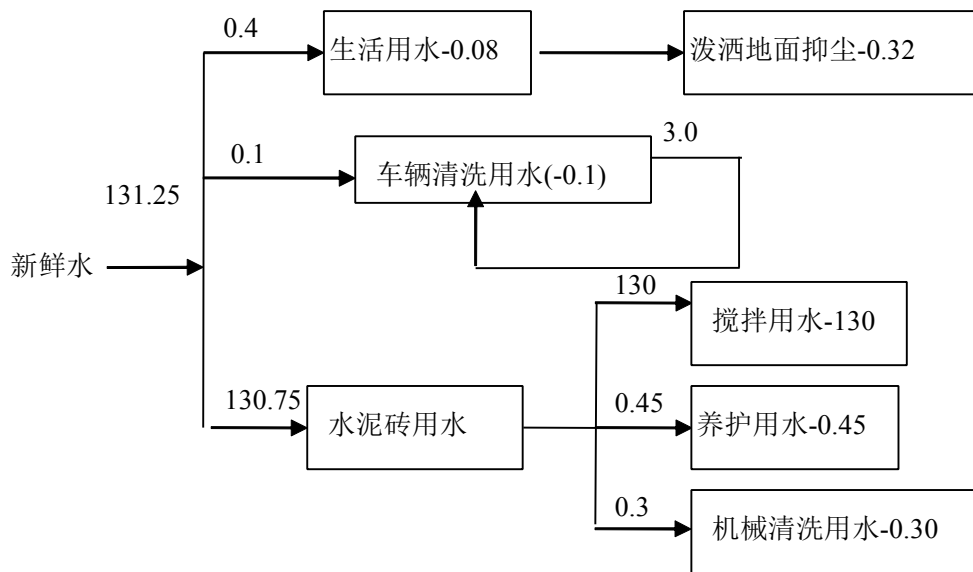 0.4
生活用水-0.08
泼洒地面抑尘-0.32
3.0
0.1
车辆清洗用水(-0.1)
131.25
新鲜水
130
搅拌用水-130
130.75
水泥砖用水
0.45
养护用水-0.45
0.3
机械清洗用水-0.30